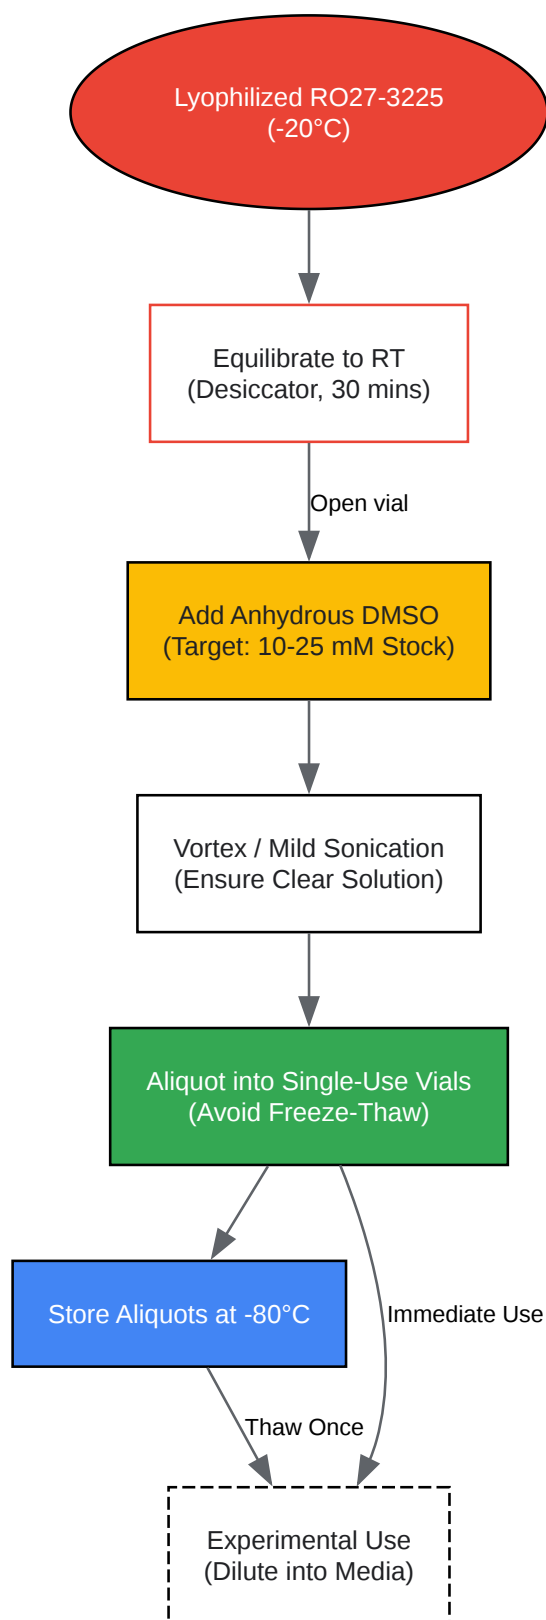 Lyophilized RO27-3225
(-20°C)
Equilibrate to RT
(Desiccator, 30 mins)
Open vial
Add Anhydrous DMSO
(Target: 10-25 mM Stock)
Vortex / Mild Sonication
(Ensure Clear Solution)
Aliquot into Single-Use Vials
(Avoid Freeze-Thaw)
Store Aliquots at -80°C
Immediate Use
Thaw Once
Experimental Use
(Dilute into Media)